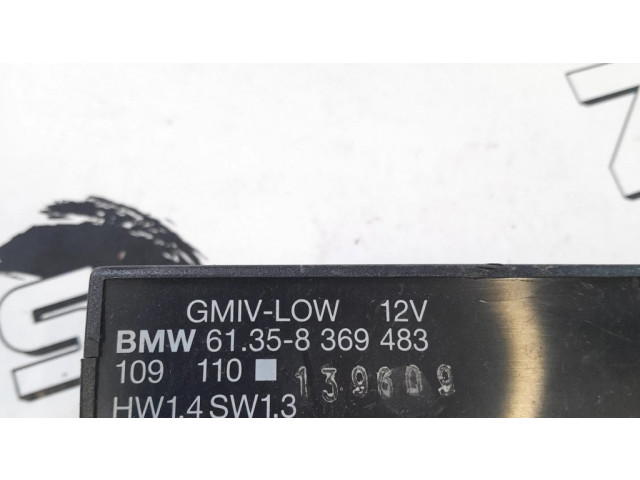 GMIV-LOW 12V
BMW 61.35-8 369 483
109 110 ■ 139609
HW1.4 SW1.3